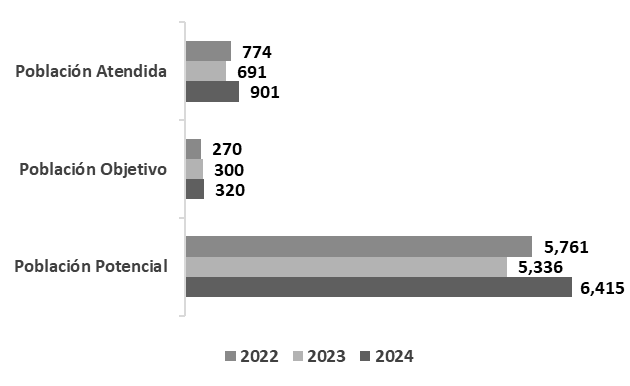 774
Población Atendida 691
901
270
Población Objetivo 300
320
5,761
Población Potencial 5,336
6,415
2022 2023 2024